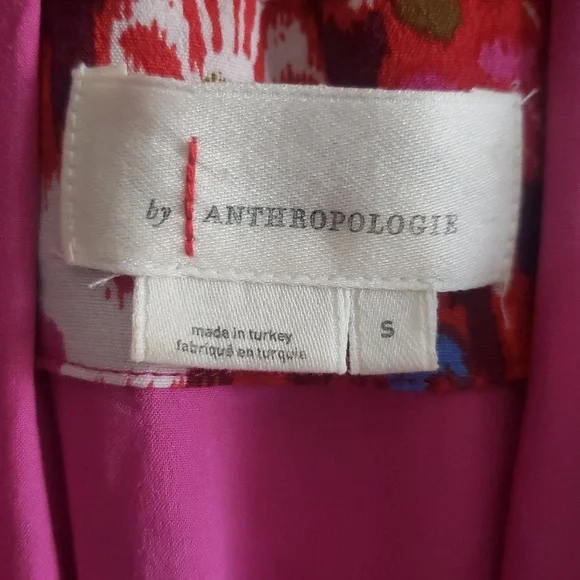 by ANTHROPOLOGIE
made in turkey
fabriqué en turquie
S